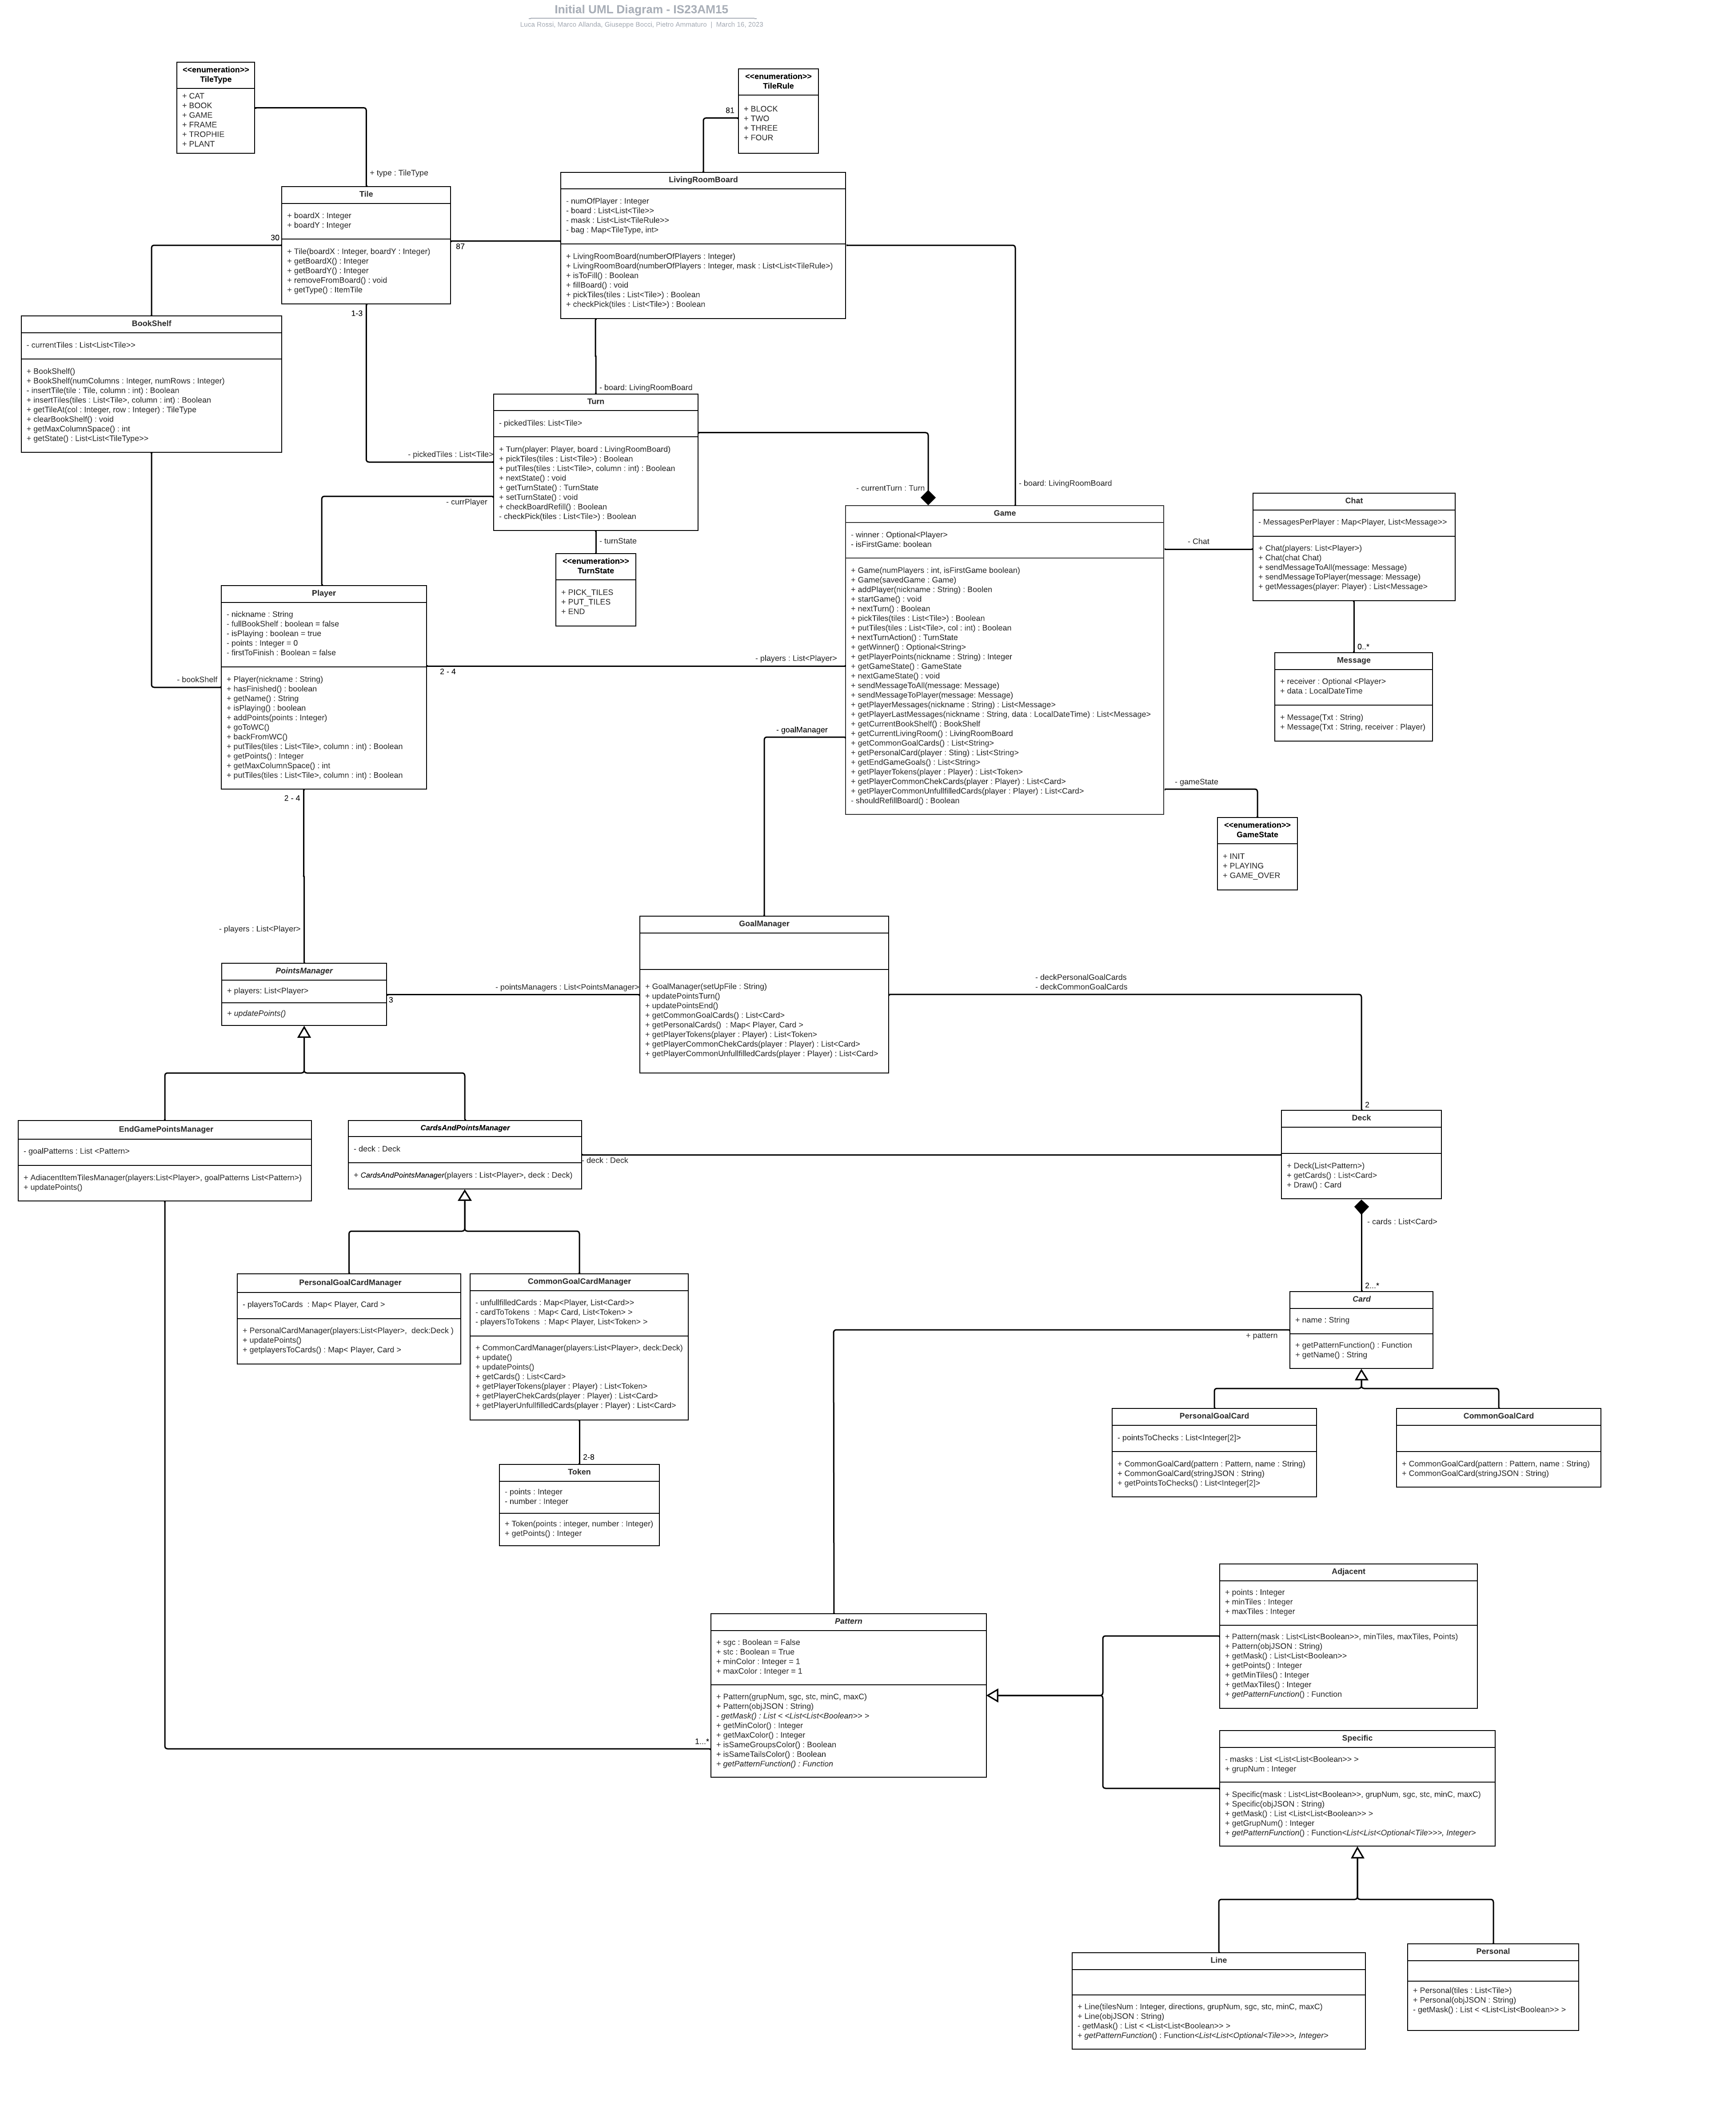 Initial UML Diagram - IS23AM15
Luca Rossi, Marco Allanda, Giuseppe Bocci, Pietro Ammaturo | March 16, 2023
<<enumeration>>
TileType
+ CAT
+ BOOK
+ GAME
+ FRAME
+ TROPHIE
+ PLANT
<<enumeration>>
TileRule
+ BLOCK
+ TWO
+ THREE
+ FOUR
81
+ type : TileType
Tile
+ boardX : Integer
+ boardY : Integer
+ Tile(boardX : Integer, boardY : Integer)
+ getBoardX() : Integer
+ getBoardY() : Integer
+ removeFromBoard() : void
+ getType() : ItemTile
30
87
1-3
LivingRoomBoard
- numOfPlayer : Integer
- board : List<List<Tile>>
- mask : List<List<TileRule>>
- bag : Map<TileType, int>
+ LivingRoomBoard(numberOfPlayers : Integer)
+ LivingRoomBoard(numberOfPlayers : Integer, mask : List<List<TileRule>)
+ isToFill() : Boolean
+ fillBoard() : void
+ pickTiles(tiles : List<Tile>) : Boolean
+ checkPick(tiles : List<Tile>) : Boolean
BookShelf
- currentTiles : List<List<Tile>>
+ BookShelf()
+ BookShelf(numColumns : Integer, numRows : Integer)
- insertTile(tile : Tile, column : int) : Boolean
+ insertTiles(tiles : List<Tile>, column : int) : Boolean
+ getTileAt(col : Integer, row : Integer) : TileType
+ clearBookShelf() : void
+ getMaxColumnSpace() : int
+ getState() : List<List<TileType>>
- board: LivingRoomBoard
Turn
- pickedTiles: List<Tile>
+ Turn(player: Player, board : LivingRoomBoard)
+ pickTiles(tiles : List<Tile>) : Boolean
+ putTiles(tiles : List<Tile>, column : int) : Boolean
+ nextState() : void
+ getTurnState() : TurnState
+ setTurnState() : void
+ checkBoardRefill() : Boolean
- checkPick(tiles : List<Tile>) : Boolean
- pickedTiles : List<Tile>
- currPlayer
- turnState
<<enumeration>>
TurnState
+ PICK_TILES
+ PUT_TILES
+ END
- currentTurn : Turn
- board: LivingRoomBoard
Game
- winner : Optional<Player>
- isFirstGame: boolean
+ Game(numPlayers : int, isFirstGame boolean)
+ Game(savedGame : Game)
+ addPlayer(nickname : String) : Boolen
+ startGame() : void
+ nextTurn() : Boolean
+ pickTiles(tiles : List<Tile>) : Boolean
+ putTiles(tiles : List<Tile>, col : int) : Boolean
+ nextTurnAction() : TurnState
+ getWinner() : Optional<String>
+ getPlayerPoints(nickname : String) : Integer
+ getGameState() : GameState
+ nextGameState() : void
+ sendMessageToAll(message: Message)
+ sendMessageToPlayer(message: Message)
+ getPlayerMessages(nickname : String) : List<Message>
+ getPlayerLastMessages(nickname : String, data : LocalDateTime) : List<Message>
+ getCurrentBookShelf() : BookShelf
+ getCurrentLivingRoom() : LivingRoomBoard
+ getCommonGoalCards() : List<String>
+ getPersonalCard(player : Sting) : List<String>
+ getEndGameGoals() : List<String>
+ getPlayerTokens(player : Player) : List<Token>
+ getPlayerCommonChekCards(player : Player) : List<Card>
+ getPlayerCommonUnfullfilledCards(player : Player) : List<Card>
- shouldRefillBoard() : Boolean
- Chat
Chat
- MessagesPerPlayer : Map<Player, List<Message>>
+ Chat(players: List<Player>)
+ Chat(chat Chat)
+ sendMessageToAll(message: Message)
+ sendMessageToPlayer(message: Message)
+ getMessages(player: Player) : List<Message>
0..*
Message
+ receiver : Optional <Player>
+ data : LocalDateTime
+ Message(Txt : String)
+ Message(Txt : String, receiver : Player)
- gameState
<<enumeration>>
GameState
+ INIT
+ PLAYING
+ GAME_OVER
Player
- nickname : String
- fullBookShelf : boolean = false
- isPlaying : boolean = true
- points : Integer = 0
- firstToFinish : Boolean = false
+ Player(nickname : String)
+ hasFinished() : boolean
+ getName() : String
+ isPlaying() : boolean
+ addPoints(points : Integer)
+ goToWC()
+ backFromWC()
+ putTiles(tiles : List<Tile>, column : int) : Boolean
+ getPoints() : Integer
+ getMaxColumnSpace() : int
+ putTiles(tiles : List<Tile>, column : int) : Boolean
- bookShelf
2 - 4
- players : List<Player>
2 - 4
- goalManager
- players : List<Player>
PointsManager
+ players: List<Player>
+ updatePoints()
3
- pointsManagers : List<PointsManager>
GoalManager
+ GoalManager(setUpFile : String)
+ updatePointsTurn()
+ updatePointsEnd()
+ getCommonGoalCards() : List<Card>
+ getPersonalCards() : Map< Player, Card >
+ getPlayerTokens(player : Player) : List<Token>
+ getPlayerCommonChekCards(player : Player) : List<Card>
+ getPlayerCommonUnfullfilledCards(player : Player) : List<Card>
- deckPersonalGoalCards
- deckCommonGoalCards
2
Deck
+ Deck(List<Pattern>)
+ getCards() : List<Card>
+ Draw() : Card
EndGamePointsManager
- goalPatterns : List <Pattern>
+ AdiacentItemTilesManager(players:List<Player>, goalPatterns List<Pattern>)
+ updatePoints()
CardsAndPointsManager
- deck : Deck
+ CardsAndPointsManager(players : List<Player>, deck : Deck)
- deck : Deck
- cards : List<Card>
2...*
PersonalGoalCardManager
- playersToCards : Map< Player, Card >
+ PersonalCardManager(players:List<Player>, deck:Deck )
+ updatePoints()
+ getplayersToCards() : Map< Player, Card >
CommonGoalCardManager
- unfullfilledCards : Map<Player, List<Card>>
- cardToTokens : Map< Card, List<Token> >
- playersToTokens : Map< Player, List<Token> >
+ CommonCardManager(players:List<Player>, deck:Deck)
+ update()
+ updatePoints()
+ getCards() : List<Card>
+ getPlayerTokens(player : Player) : List<Token>
+ getPlayerChekCards(player : Player) : List<Card>
+ getPlayerUnfullfilledCards(player : Player) : List<Card>
2-8
Token
- points : Integer
- number : Integer
+ Token(points : integer, number : Integer)
+ getPoints() : Integer
Card
+ name : String
+ getPatternFunction() : Function
+ getName() : String
+ pattern
PersonalGoalCard
- pointsToChecks : List<Integer[2]>
+ CommonGoalCard(pattern : Pattern, name : String)
+ CommonGoalCard(stringJSON : String)
+ getPointsToChecks() : List<Integer[2]>
CommonGoalCard
+ CommonGoalCard(pattern : Pattern, name : String)
+ CommonGoalCard(stringJSON : String)
Pattern
+ sgc : Boolean = False
+ stc : Boolean = True
+ minColor : Integer = 1
+ maxColor : Integer = 1
+ Pattern(grupNum, sgc, stc, minC, maxC)
+ Pattern(objJSON : String)
- getMask() : List < <List<List<Boolean>> >
+ getMinColor() : Integer
+ getMaxColor() : Integer
+ isSameGroupsColor() : Boolean
+ isSameTailsColor() : Boolean
+ getPatternFunction() : Function
1...*
Adjacent
+ points : Integer
+ minTiles : Integer
+ maxTiles : Integer
+ Pattern(mask : List<List<Boolean>>, minTiles, maxTiles, Points)
+ Pattern(objJSON : String)
+ getMask() : List<List<Boolean>>
+ getPoints() : Integer
+ getMinTiles() : Integer
+ getMaxTiles() : Integer
+ getPatternFunction() : Function
Specific
- masks : List <List<List<Boolean>> >
+ grupNum : Integer
+ Specific(mask : List<List<Boolean>>, grupNum, sgc, stc, minC, maxC)
+ Specific(objJSON : String)
+ getMask() : List <List<List<Boolean>> >
+ getGrupNum() : Integer
+ getPatternFunction() : Function<List<List<Optional<Tile>>>, Integer>
Line
+ Line(tilesNum : Integer, directions, grupNum, sgc, stc, minC, maxC)
+ Line(objJSON : String)
- getMask() : List < <List<List<Boolean>> >
+ getPatternFunction() : Function<List<List<Optional<Tile>>>, Integer>
Personal
+ Personal(tiles : List<Tile>)
+ Personal(objJSON : String)
- getMask() : List < <List<List<Boolean>> >